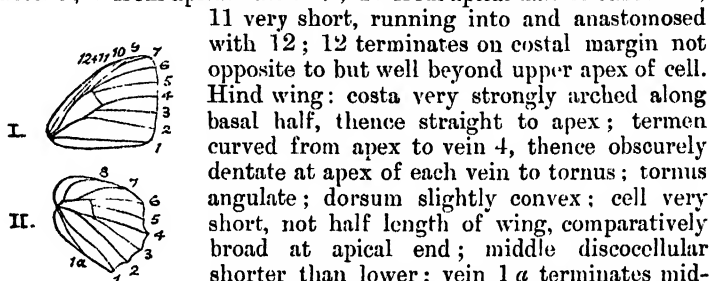 11 very short, running into and anastomosed
with 12; 12 terminates on costal margin not
opposite to but well beyond upper apex of cell.
Hind wing: costa very strongly arched along
basal half, thence straight to apex; termen
curved from apex to vein 4, thence obscurely
dentate at apex of each vein to tornus; tornus
angulate; dorsum slightly convex; cell very
short, not half length of wing, comparatively
broad at apical end; middle discocellular
shorter than lower; vein 1 a terminates mid-
I.
12+11 10 9 7
6
5
4
3
2
1
II.
8
7
6
5
4
3
2
1
1a